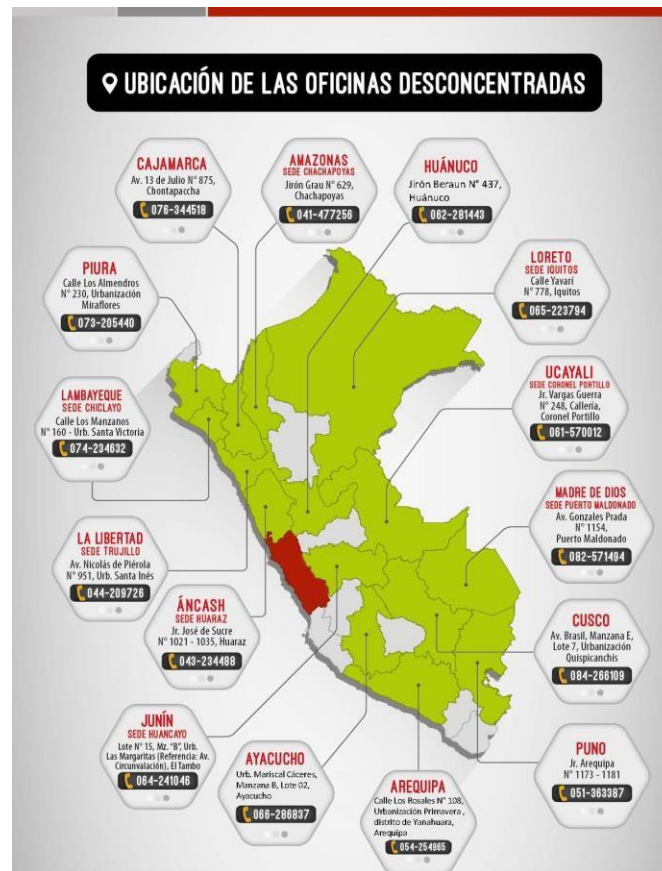 UBICACIÓN DE LAS OFICINAS DESCONCENTRADAS
CAJAMARCA
Av. 13 de Julio N° 875,
Chontapaccha
076-344518
AMAZONAS
SEDE CHACHAPOYAS
Jirón Grau N° 629,
Chachapoyas
041-477256
HUÁNUCO
Jirón Beraun N° 437,
Huánuco
062-281443
PIURA
Calle Los Almendros
N° 230, Urbanización
Miraflores
073-205440
LORETO
SEDE IQUITOS
Calle Yavarí
N° 778, Iquitos
065-223794
LAMBAYEQUE
SEDE CHICLAYO
Calle Los Manzanos
N° 160 - Urb. Santa Victoria
074-234632
UCAYALI
SEDE CORONEL PORTILLO
Jr. Vargas Guerra
N° 248, Callería,
Coronel Portillo
061-570012
LA LIBERTAD
SEDE TRUJILLO
Av. Nicolás de Piérola
N° 951, Urb. Santa Inés
044-209726
MADRE DE DIOS
SEDE PUERTO MALDONADO
Av. Gonzales Prada
N° 1154,
Puerto Maldonado
082-571494
ÁNCASH
SEDE HUARAZ
Jr. José de Sucre
N° 1021 - 1035, Huaraz
043-234488
CUSCO
Av. Brasil, Manzana E,
Lote 7, Urbanización
Quispicanchis
084-266109
JUNÍN
SEDE HUANCAYO
Lote N° 15, Mz. "B", Urb.
Las Margaritas (Referencia: Av.
Circunvalación), El Tambo
064-241046
AYACUCHO
Urb. Mariscal Cáceres,
Manzana B, Lote 02,
Ayacucho
066-286837
AREQUIPA
Calle Los Rosales N° 108,
Urbanización Primavera ,
distrito de Yanahuara,
Arequipa
054-254965
PUNO
Jr. Arequipa
N° 1173 - 1181
051-363387